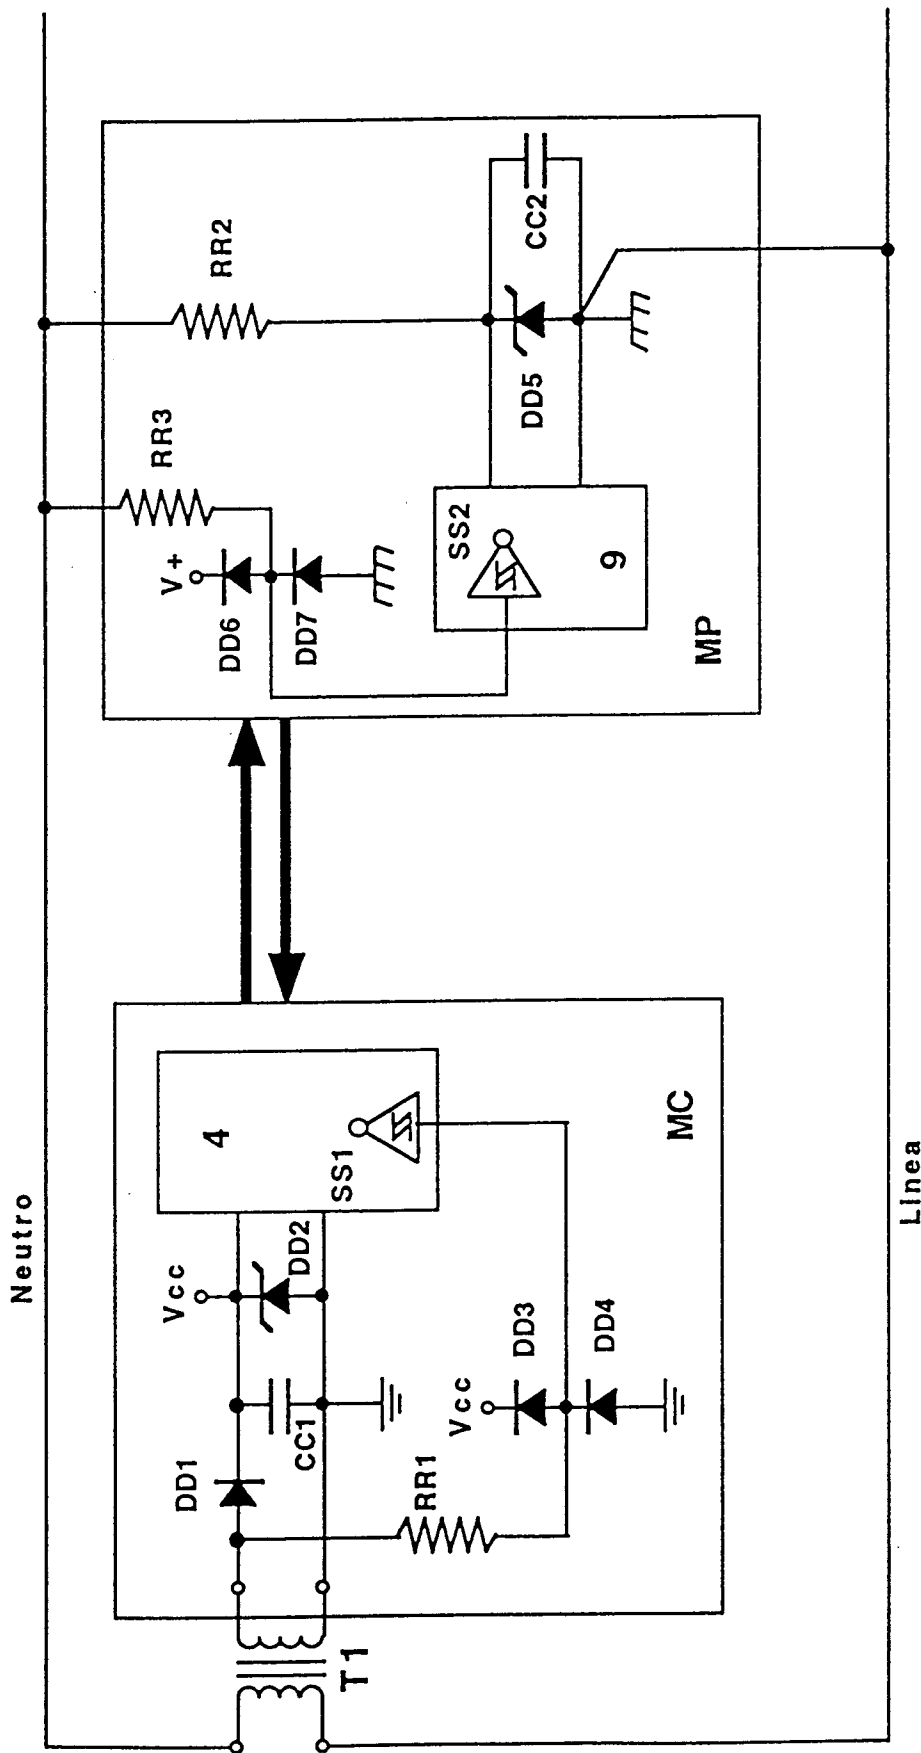 Neutro
T1
DD1
CC1
Vcc
DD2
4
SS1
RR1
Vcc
DD3
DD4
MC
RR3
RR2
V+
DD6
DD7
SS2
9
DD5
CC2
MP
Linea